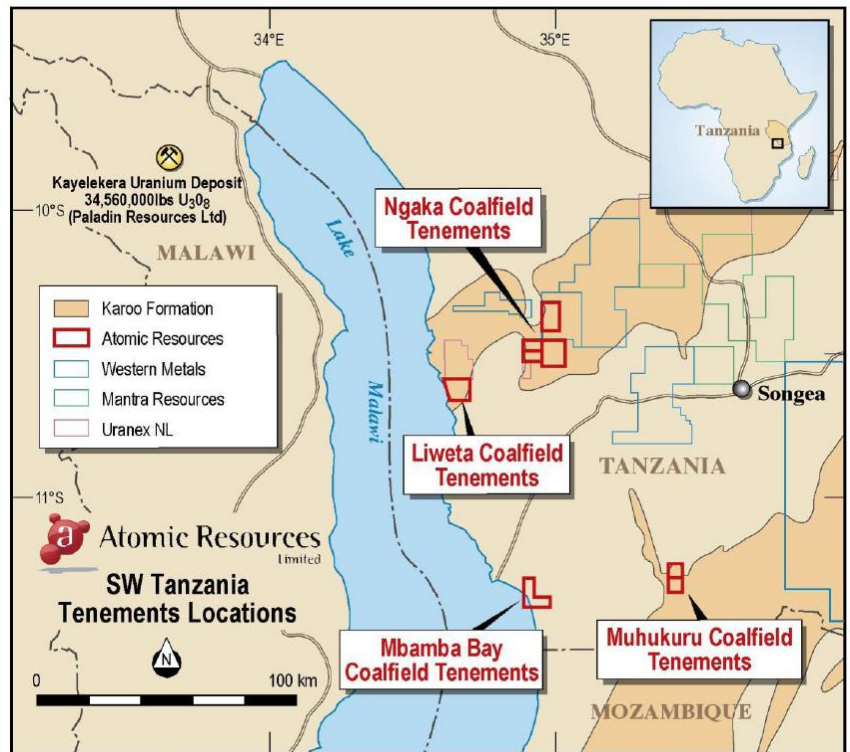 34°E
35°E
Tanzania
Kayelekera Uranium Deposit
34,560,000lbs U₃0₈
(Paladin Resources Ltd)
10°S
MALAWI
Lake
Malawi
Ngaka Coalfield
Tenements
Karoo Formation
Atomic Resources
Western Metals
Mantra Resources
Uranex NL
Songea
Liweta Coalfield
Tenements
TANZANIA
11°S
a
Atomic Resources
Limited
SW Tanzania
Tenements Locations
N
0
100 km
Mbamba Bay
Coalfield Tenements
Muhukuru Coalfield
Tenements
MOZAMBIQUE